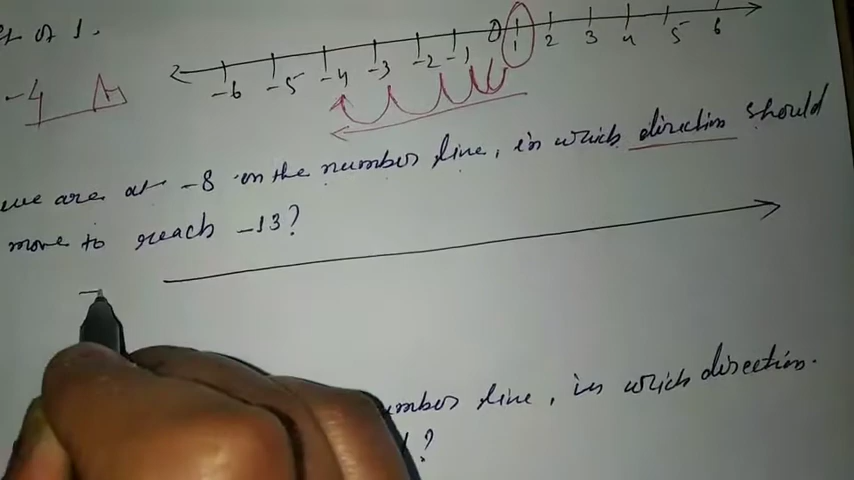 of 1.
-6 -5 -4 -3 -2 -1 0 1 2 3 4 5 6
-4 A
we are at -8 on the number line, in which direction should
move to reach -13?
number line, in which direction.
?